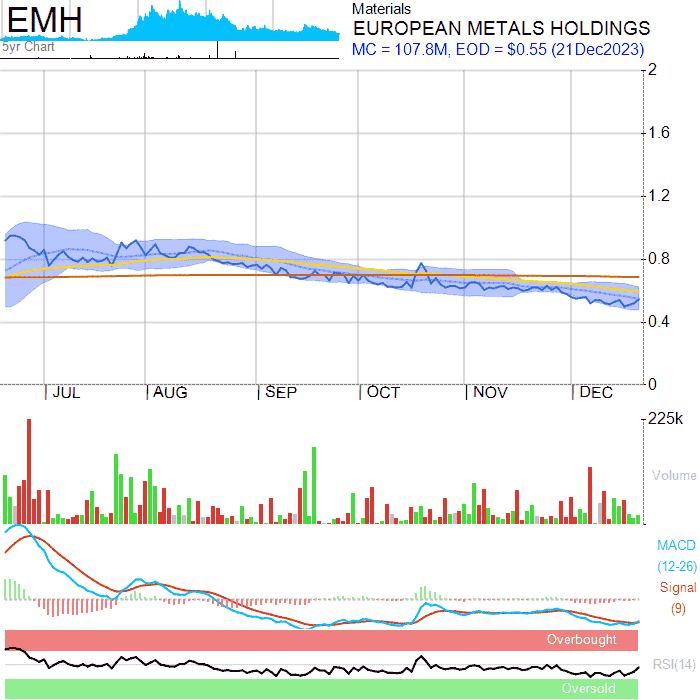 EMH
5yr Chart
Materials
EUROPEAN METALS HOLDINGS
MC = 107.8M, EOD = $0.55 (21Dec2023)
2
1.6
1.2
0.8
0.4
0
JUL AUG SEP OCT NOV DEC
225k
Volume
MACD
(12-26)
Signal
(9)
Overbought
RSI(14)
Oversold